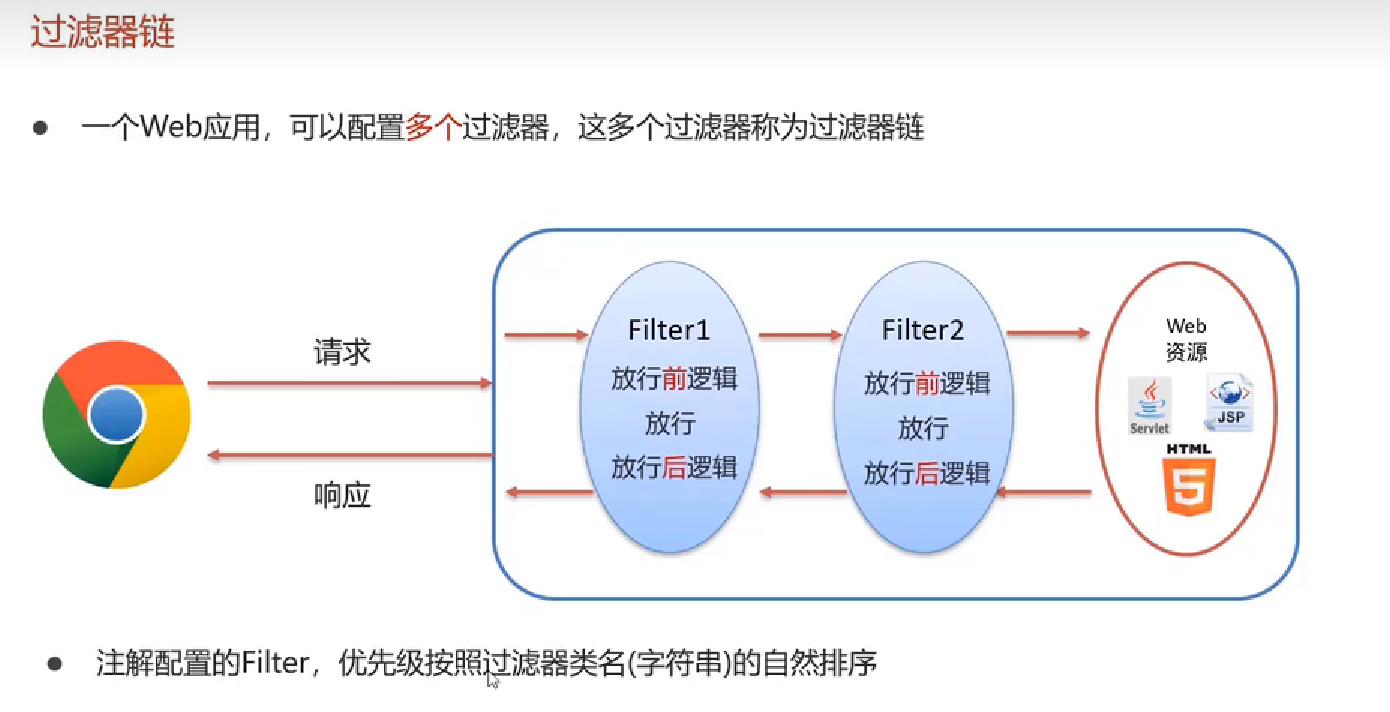 过滤器链
● 一个Web应用，可以配置多个过滤器，这多个过滤器称为过滤器链
请求
响应
Filter1
放行前逻辑
放行
放行后逻辑
Filter2
放行前逻辑
放行
放行后逻辑
Web
资源
Servlet
JSP
HTML
5
● 注解配置的Filter，优先级按照过滤器类名(字符串)的自然排序